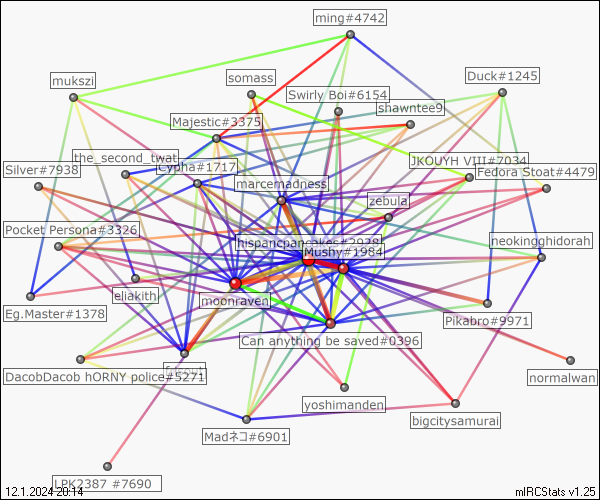 ming#4742
mukszi
somass
Duck#1245
Swirly_Boi#6154
shawntee9
Majestic#3375
the_second_twat
JKOUYH VIII#7034
Silver#7938
Cypha#1717
Fedora Stoat#4479
marcemadness
zebula
Pocket Persona#3326
hispancpancakes#2938
neokingghidorah
Mushy#1984
eliakith
moonraven
Eg.Master#1378
Pikabro#9971
Can anything be saved#0396
DacobDacob hORNY police#5271
normalwan
yoshimanden
bigcitysamurai
Madネコ#6901
LPK2387 #7690
12.1.2024 20:14
mIRCStats v1.25